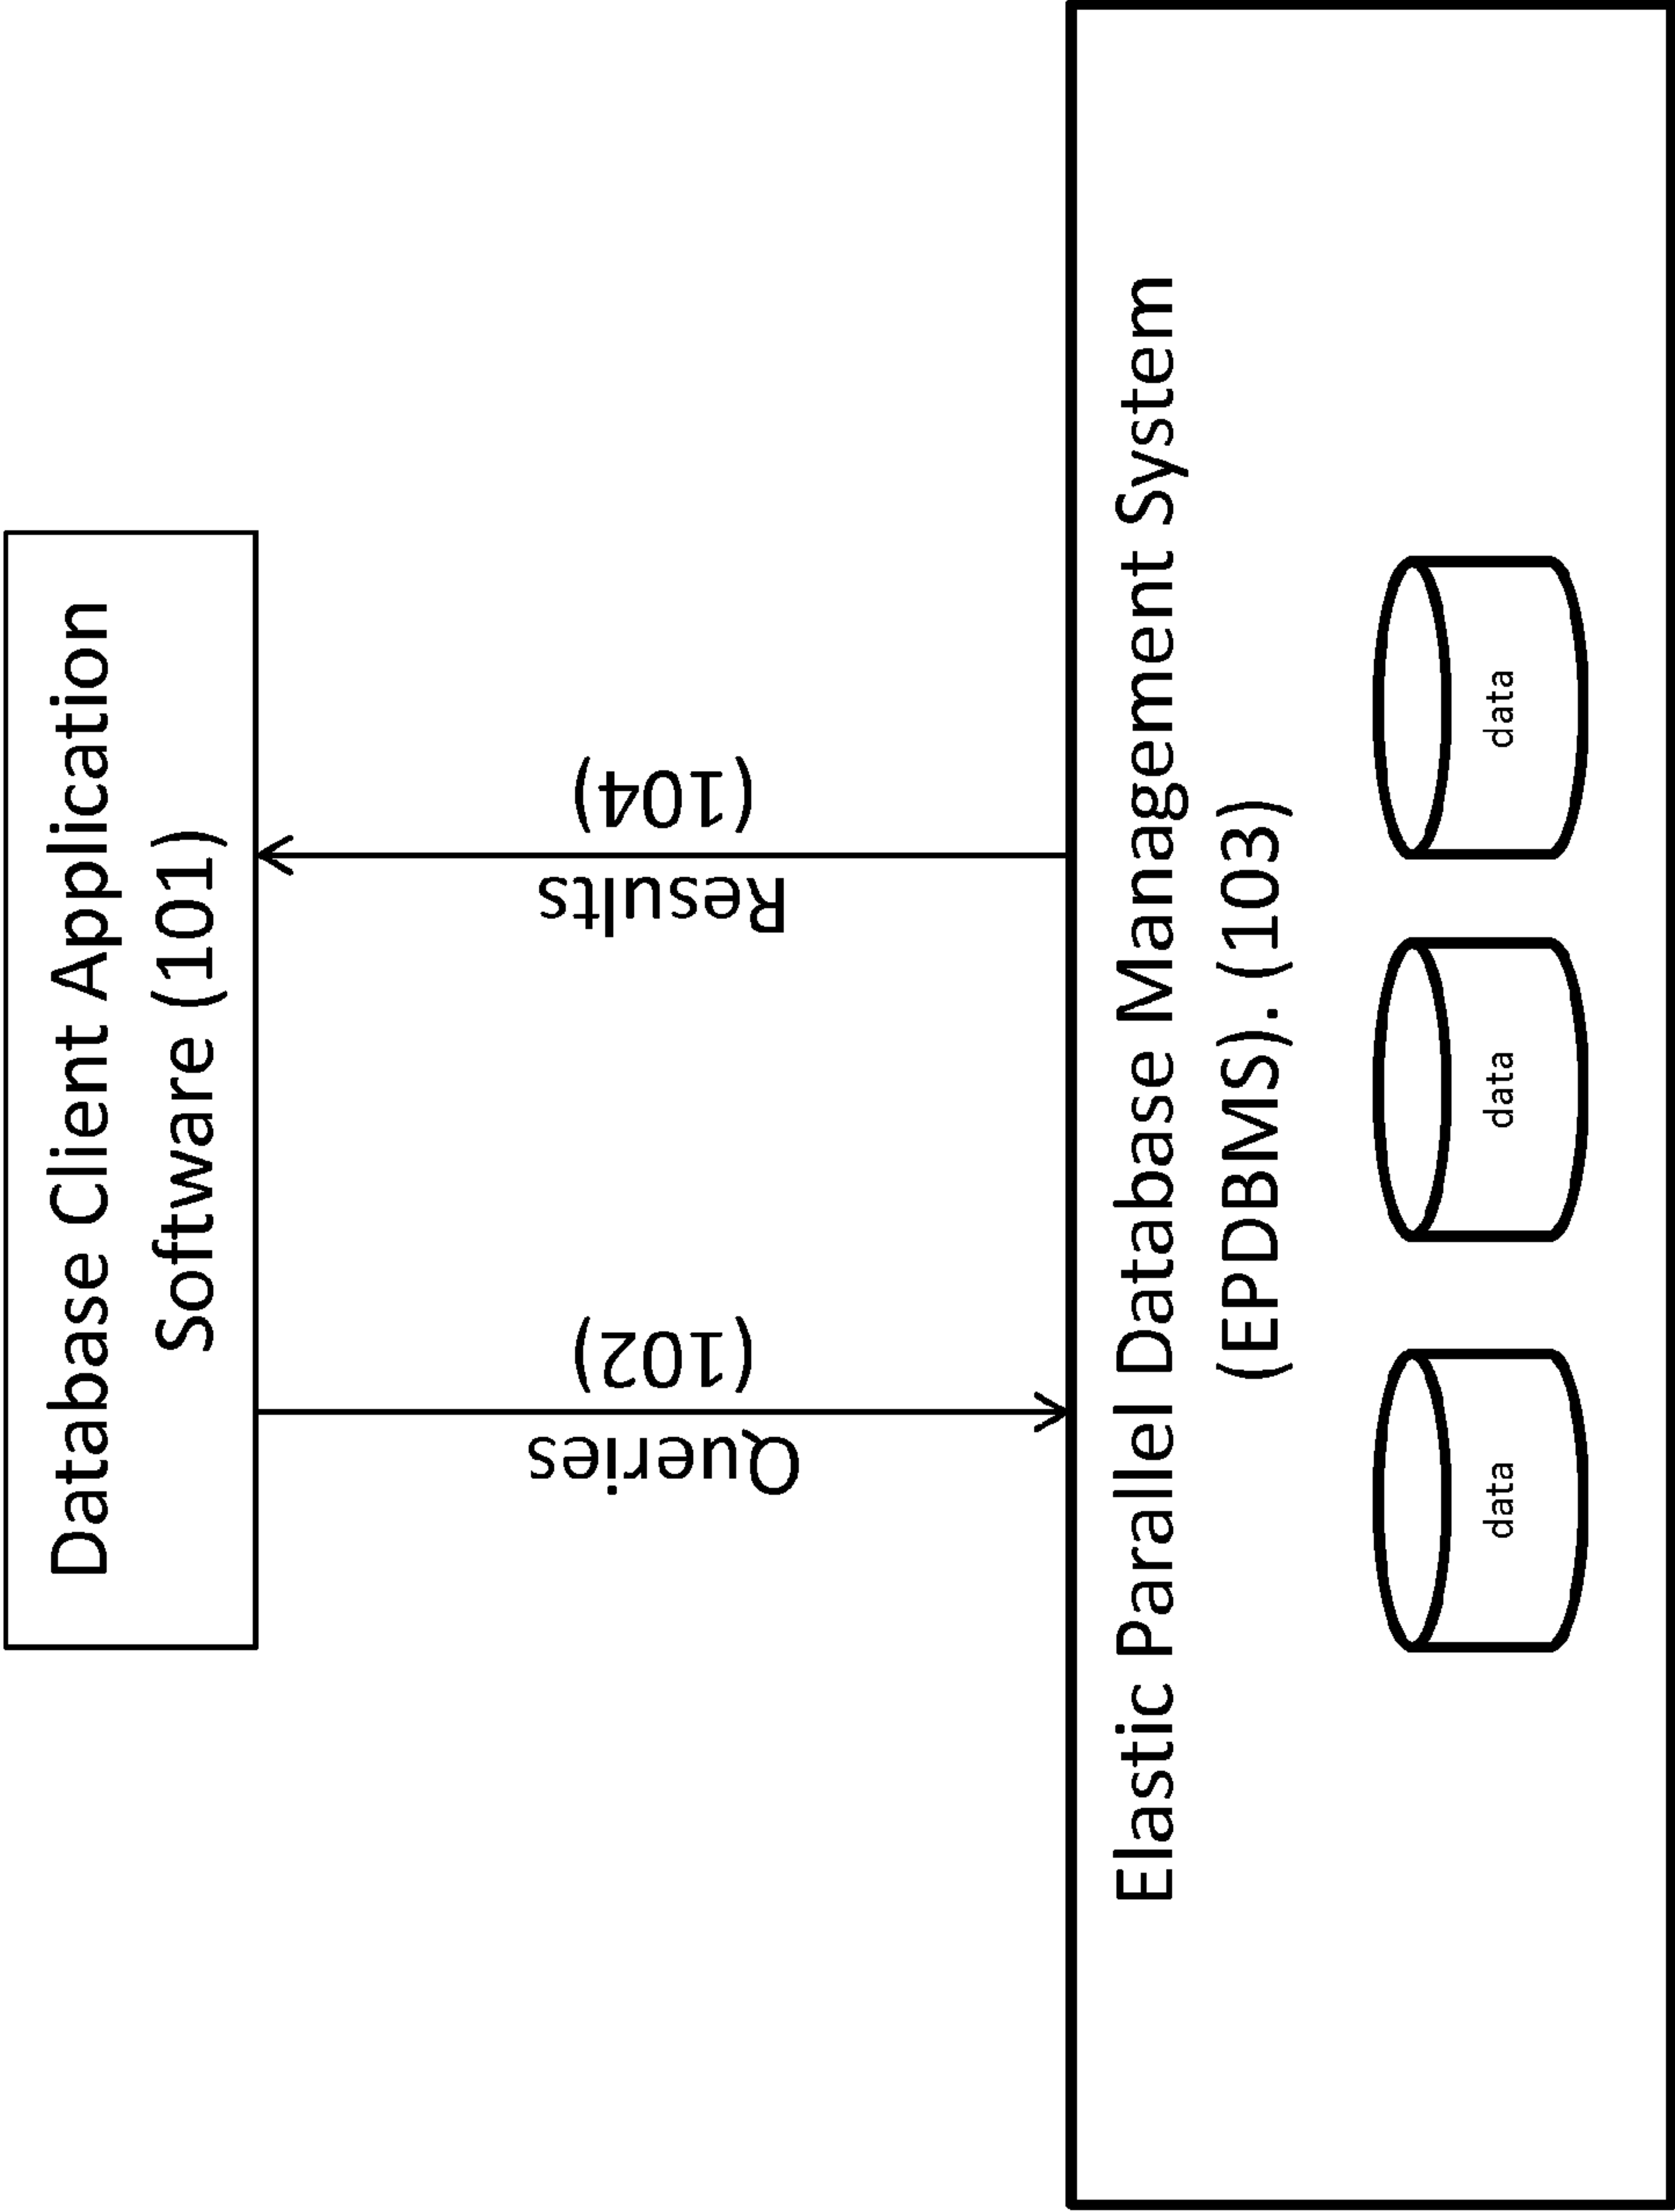 Database Client Application
Software (101)
Queries
(102)
Results
(104)
Elastic Parallel Database Management System
(EPDBMS). (103)
data
data
data